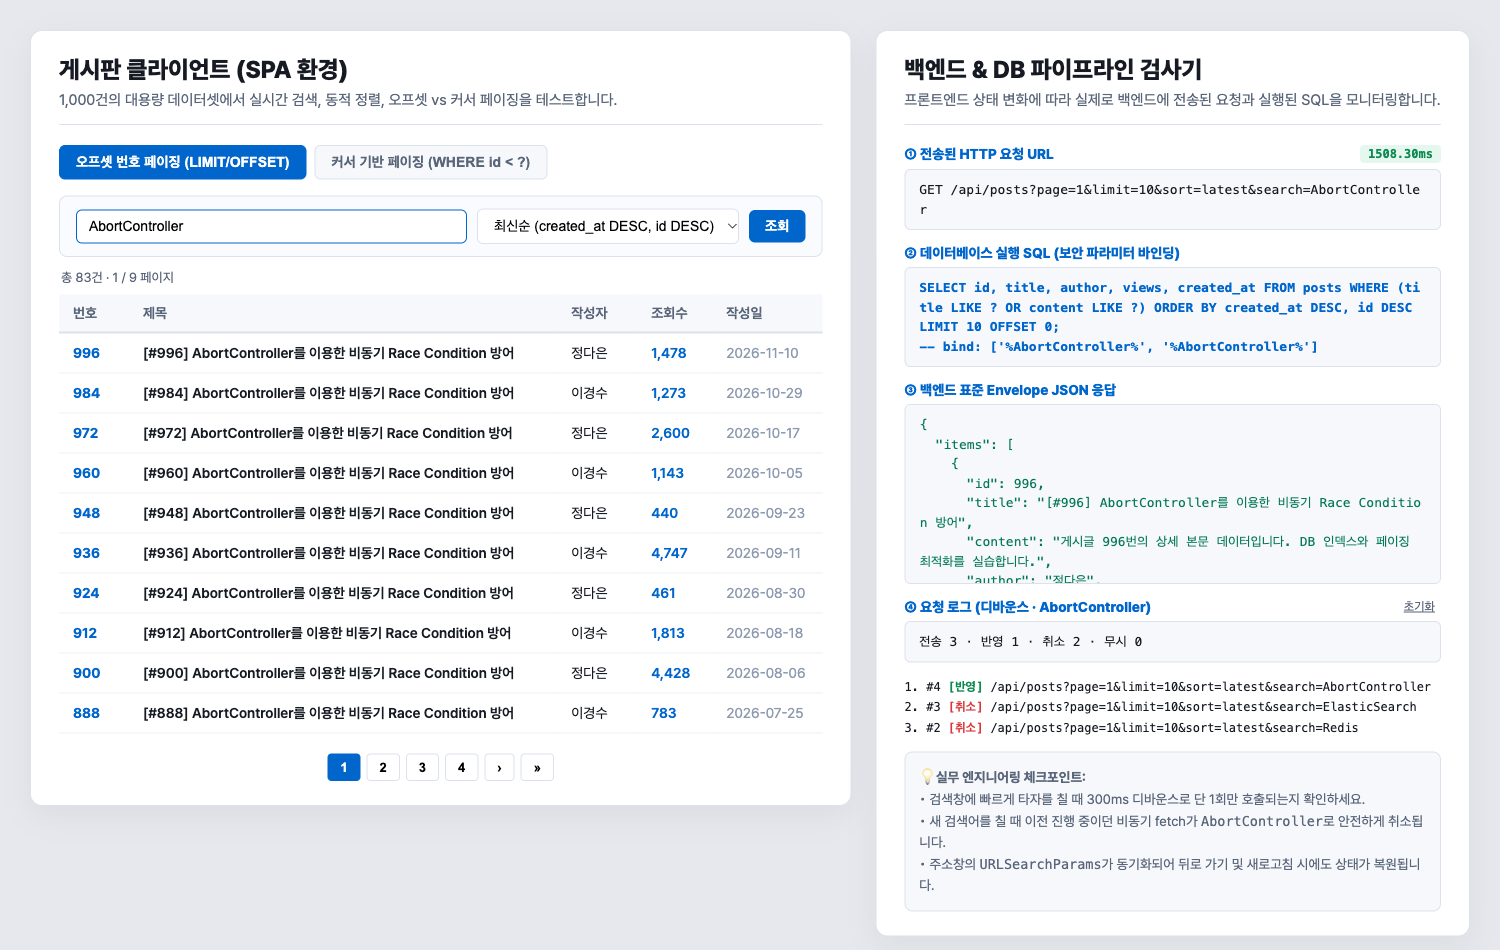 게시판 클라이언트 (SPA 환경)
1,000건의 대용량 데이터셋에서 실시간 검색, 동적 정렬, 오프셋 vs 커서 페이징을 테스트합니다.
오프셋 번호 페이징 (LIMIT/OFFSET)
커서 기반 페이징 (WHERE id < ?)
AbortController
최신순 (created_at DESC, id DESC)
조회
총 83건 · 1 / 9 페이지
번호 제목 작성자 조회수 작성일
996 [#996] AbortController를 이용한 비동기 Race Condition 방어 정다은 1,478 2026-11-10
984 [#984] AbortController를 이용한 비동기 Race Condition 방어 이경수 1,273 2026-10-29
972 [#972] AbortController를 이용한 비동기 Race Condition 방어 정다은 2,600 2026-10-17
960 [#960] AbortController를 이용한 비동기 Race Condition 방어 이경수 1,143 2026-10-05
948 [#948] AbortController를 이용한 비동기 Race Condition 방어 정다은 440 2026-09-23
936 [#936] AbortController를 이용한 비동기 Race Condition 방어 이경수 4,747 2026-09-11
924 [#924] AbortController를 이용한 비동기 Race Condition 방어 정다은 461 2026-08-30
912 [#912] AbortController를 이용한 비동기 Race Condition 방어 이경수 1,813 2026-08-18
900 [#900] AbortController를 이용한 비동기 Race Condition 방어 정다은 4,428 2026-08-06
888 [#888] AbortController를 이용한 비동기 Race Condition 방어 이경수 783 2026-07-25
1 2 3 4 › »
백엔드 & DB 파이프라인 검사기
프론트엔드 상태 변화에 따라 실제로 백엔드에 전송된 요청과 실행된 SQL을 모니터링합니다.
① 전송된 HTTP 요청 URL 1508.30ms
GET /api/posts?page=1&limit=10&sort=latest&search=AbortControlle
r
② 데이터베이스 실행 SQL (보안 파라미터 바인딩)
SELECT id, title, author, views, created_at FROM posts WHERE (ti
tle LIKE ? OR content LIKE ?) ORDER BY created_at DESC, id DESC
LIMIT 10 OFFSET 0;
-- bind: ['%AbortController%', '%AbortController%']
③ 백엔드 표준 Envelope JSON 응답
{
"items": [
{
"id": 996,
"title": "[#996] AbortController를 이용한 비동기 Race Conditio
n 방어",
"content": "게시글 996번의 상세 본문 데이터입니다. DB 인덱스와 페이징
최적화를 실습합니다.",
"author": "정다은",
④ 요청 로그 (디바운스 · AbortController) 초기화
전송 3 · 반영 1 · 취소 2 · 무시 0
1. #4 [반영] /api/posts?page=1&limit=10&sort=latest&search=AbortController
2. #3 [취소] /api/posts?page=1&limit=10&sort=latest&search=ElasticSearch
3. #2 [취소] /api/posts?page=1&limit=10&sort=latest&search=Redis
💡실무 엔지니어링 체크포인트:
• 검색창에 빠르게 타자를 칠 때 300ms 디바운스로 단 1회만 호출되는지 확인하세요.
• 새 검색어를 칠 때 이전 진행 중이던 비동기 fetch가 AbortController로 안전하게 취소됩
니다.
• 주소창의 URLSearchParams가 동기화되어 뒤로 가기 및 새로고침 시에도 상태가 복원됩니
다.